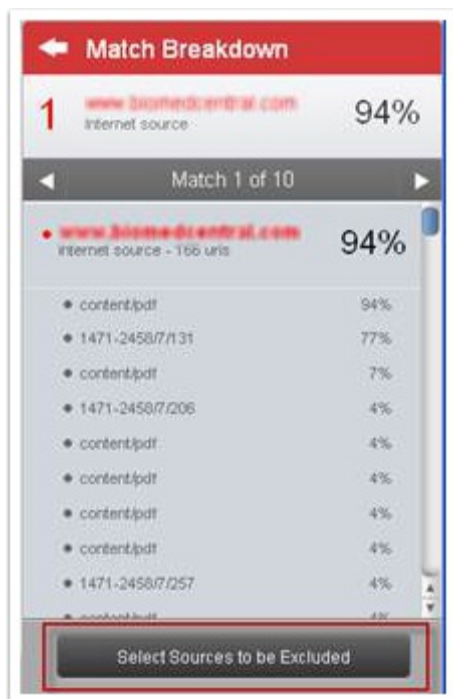 Match Breakdown
1 www.biomedcentral.com 94%
Internet source
Match 1 of 10
www.biomedcentral.com 94%
Internet source - 166 urls
content/pdf 94%
1471-2458/7/131 77%
content/pdf 7%
1471-2458/7/206 4%
content/pdf 4%
content/pdf 4%
content/pdf 4%
content/pdf 4%
1471-2458/7/257 4%
content/pdf 4%
Select Sources to be Excluded